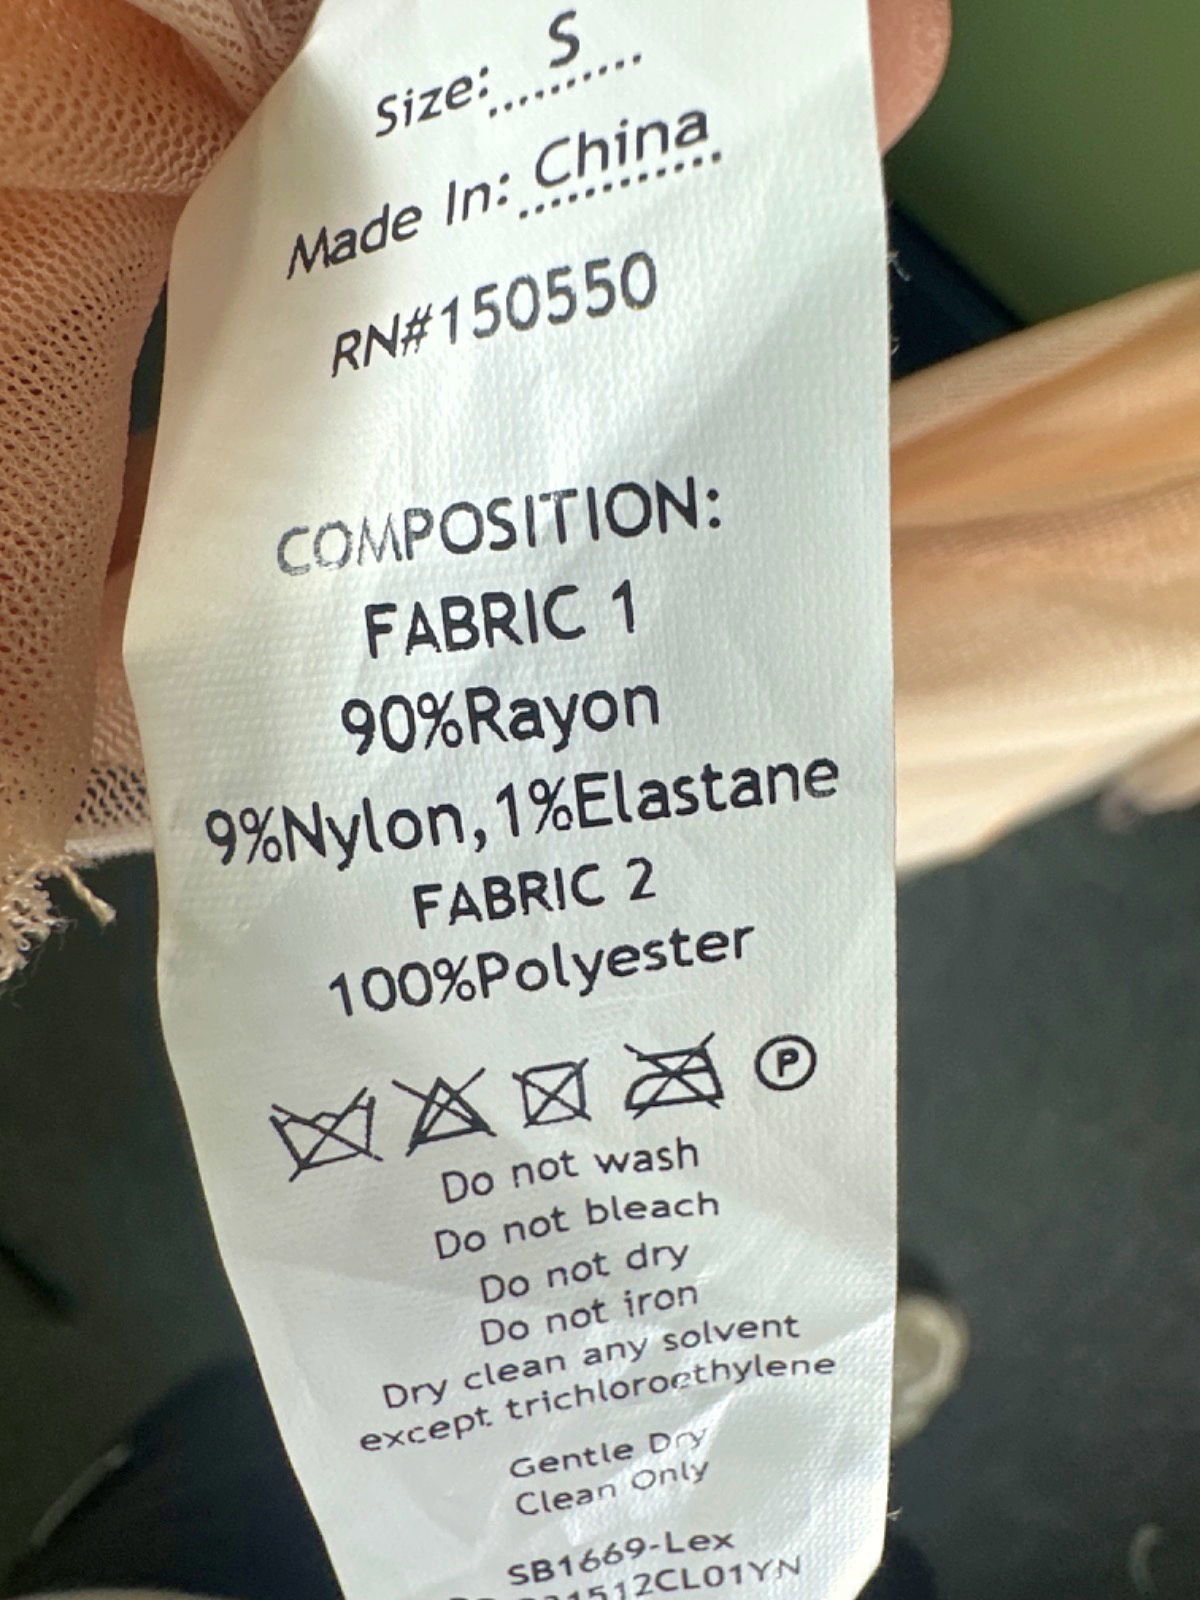 Size: S
Made In: China
RN#150550
COMPOSITION:
FABRIC 1
90%Rayon
9%Nylon,1%Elastane
FABRIC 2
100%Polyester
P
Do not wash
Do not bleach
Do not dry
Do not iron
Dry clean any solvent
except trichloroethylene
Gentle Dry
Clean Only
SB1669-Lex